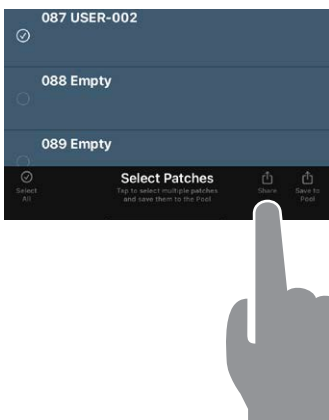 087 USER-002
088 Empty
089 Empty
Select
All
Select Patches
Tap to select multiple patches
and save them to the Pool
Share
Save to
Pool